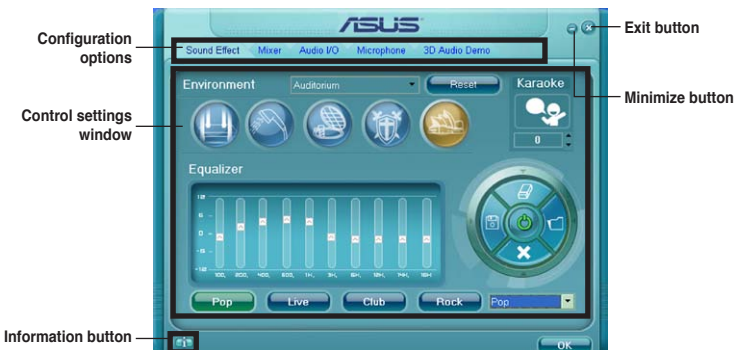 ASUS
Exit button
Configuration options
Sound Effect Mixer Audio I/O Microphone 3D Audio Demo
Minimize button
Environment Auditorium Reset Karaoke
Control settings window
0
Equalizer
12
6
0
-6
-12
100, 200, 400, 600, 1K, 3K, 6K, 12K, 14K, 16K
Pop Live Club Rock Pop
Information button
i
OK